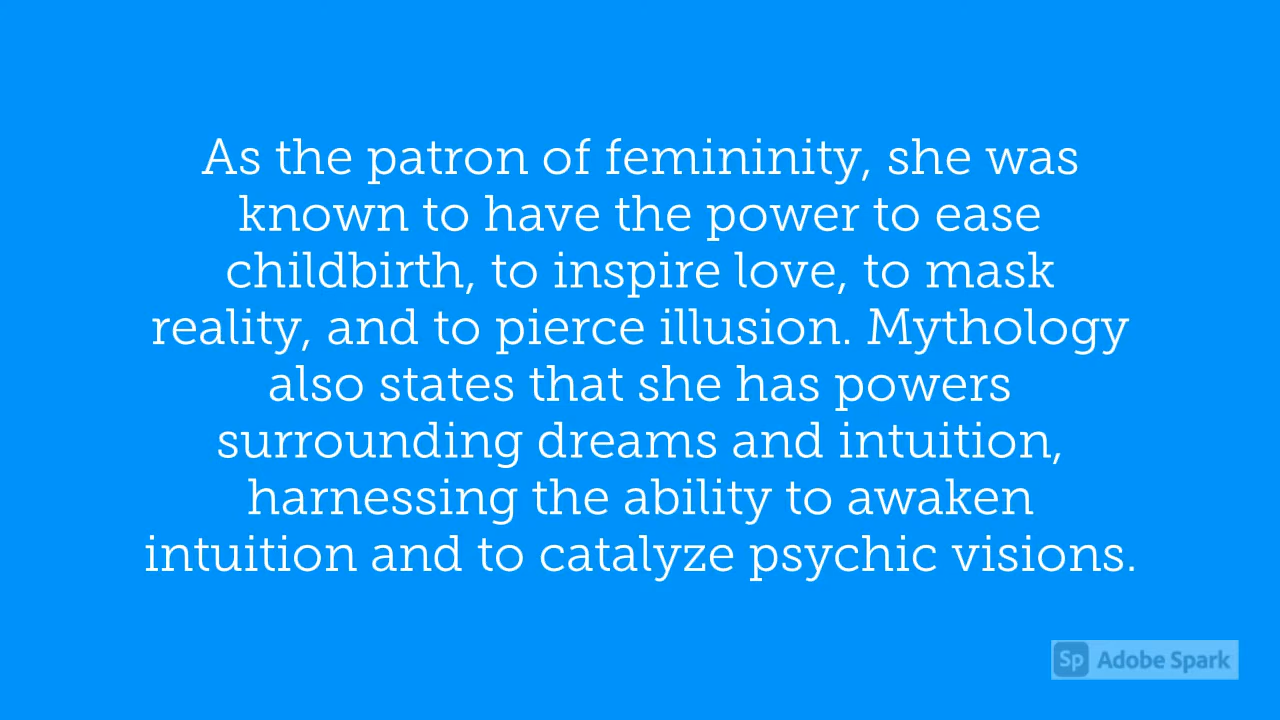 As the patron of femininity, she was
known to have the power to ease
childbirth, to inspire love, to mask
reality, and to pierce illusion. Mythology
also states that she has powers
surrounding dreams and intuition,
harnessing the ability to awaken
intuition and to catalyze psychic visions.
Sp Adobe Spark